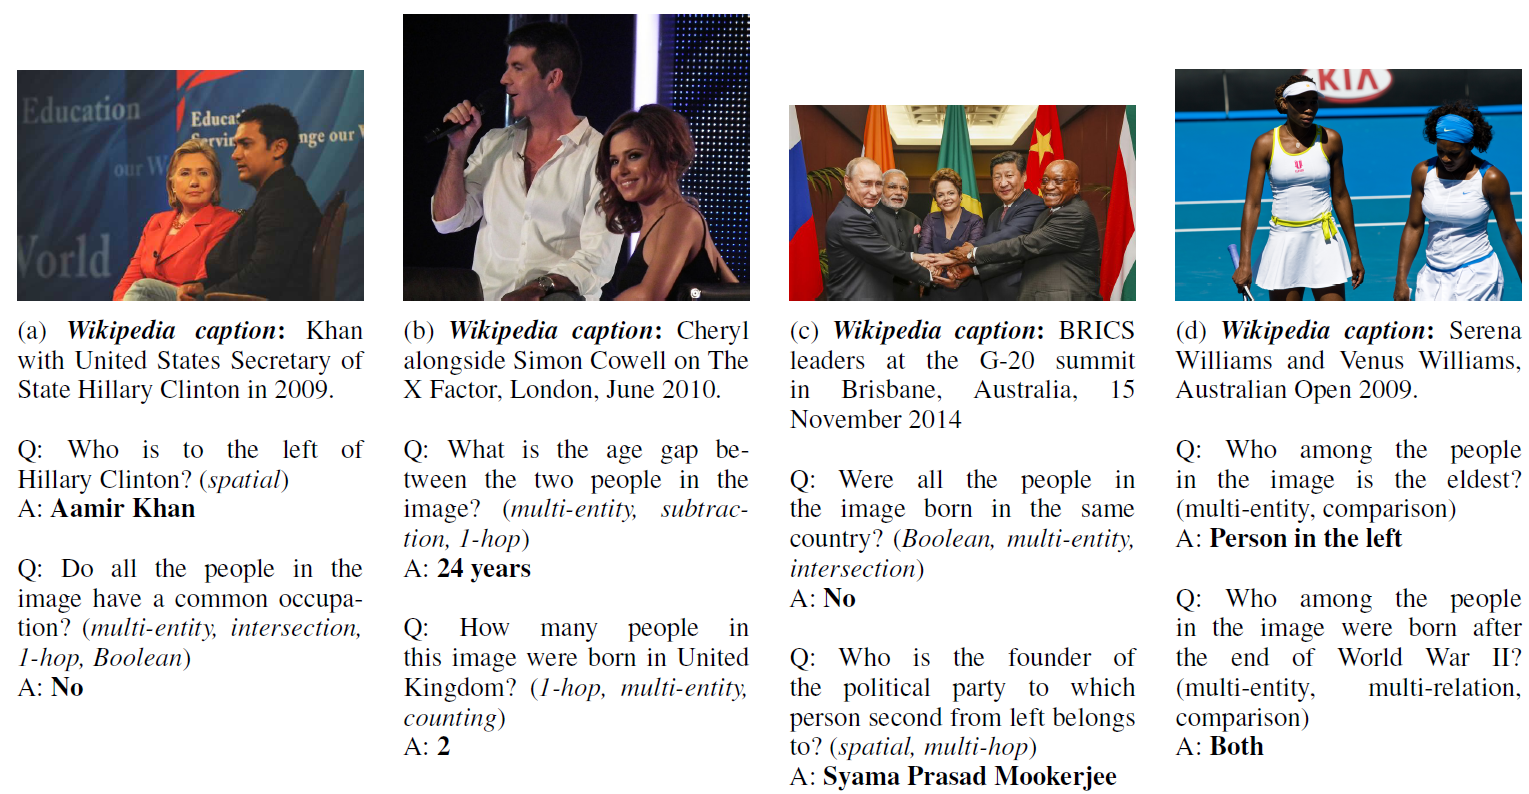 Education
our W
World
Educa
Servin
nge our W
KIA
(a) Wikipedia caption: Khan
with United States Secretary of
State Hillary Clinton in 2009.
Q: Who is to the left of
Hillary Clinton? (spatial)
A: Aamir Khan
Q: Do all the people in the
image have a common occupa-
tion? (multi-entity, intersection,
1-hop, Boolean)
A: No
(b) Wikipedia caption: Cheryl
alongside Simon Cowell on The
X Factor, London, June 2010.
Q: What is the age gap be-
tween the two people in the
image? (multi-entity, subtrac-
tion, 1-hop)
A: 24 years
Q: How many people in
this image were born in United
Kingdom? (1-hop, multi-entity,
counting)
A: 2
(c) Wikipedia caption: BRICS
leaders at the G-20 summit
in Brisbane, Australia, 15
November 2014
Q: Were all the people in
the image born in the same
country? (Boolean, multi-entity,
intersection)
A: No
Q: Who is the founder of
the political party to which
person second from left belongs
to? (spatial, multi-hop)
A: Syama Prasad Mookerjee
(d) Wikipedia caption: Serena
Williams and Venus Williams,
Australian Open 2009.
Q: Who among the people
in the image is the eldest?
(multi-entity, comparison)
A: Person in the left
Q: Who among the people
in the image were born after
the end of World War II?
(multi-entity, multi-relation,
comparison)
A: Both